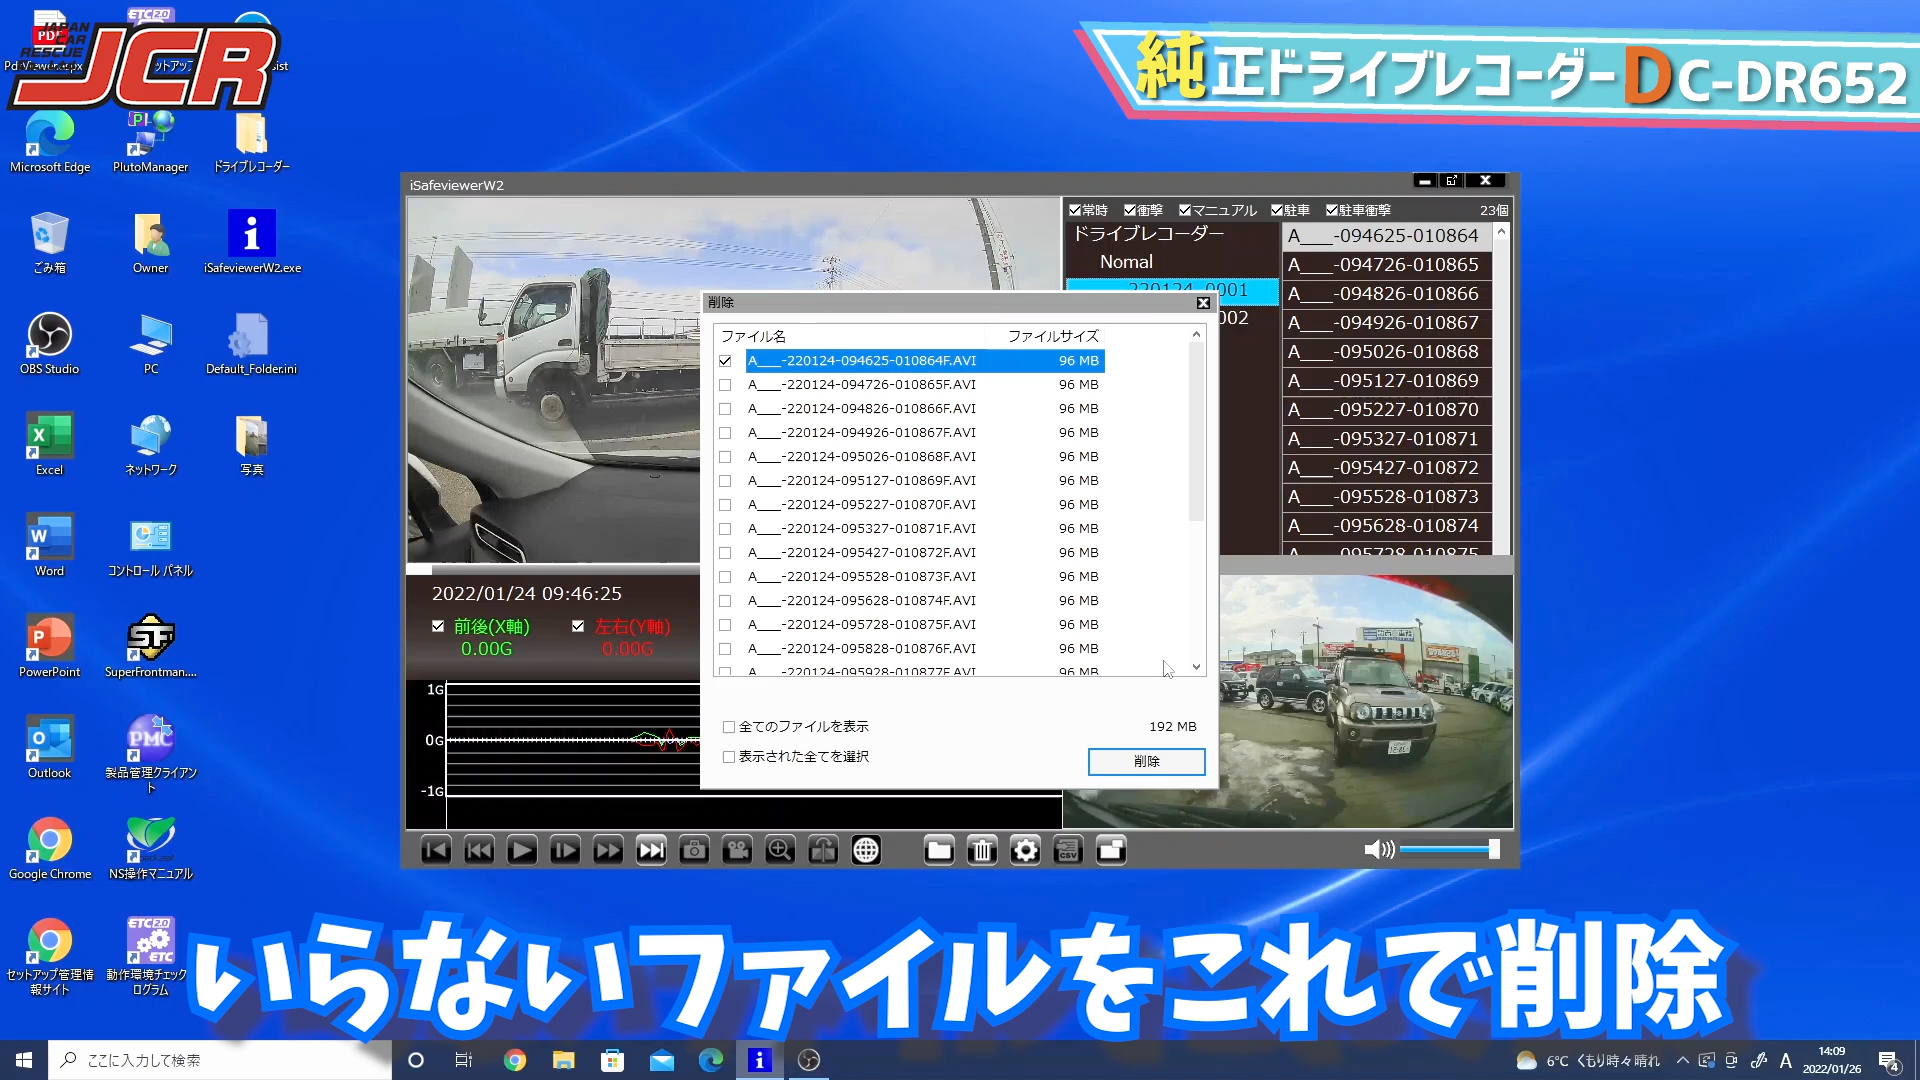 JAPAN
CAR
RESCUE
JCR
純正ドライブレコーダーDC-DR652
Microsoft Edge
PlutoManager
ドライブレコーダー
ごみ箱
Owner
iSafeviewerW2.exe
OBS Studio
PC
Default_Folder.ini
Excel
ネットワーク
写真
Word
コントロール パネル
PowerPoint
SuperFrontman....
Outlook
製品管理クライアン
ト
Google Chrome
NS操作マニュアル
セットアップ管理情
報サイト
動作環境チェック
ログラム
iSafeviewerW2
常時 衝撃 マニュアル 駐車 駐車衝撃 23個
ドライブレコーダー
Nomal
220124_0001
002
A___-094625-010864
A___-094726-010865
A___-094826-010866
A___-094926-010867
A___-095026-010868
A___-095127-010869
A___-095227-010870
A___-095327-010871
A___-095427-010872
A___-095528-010873
A___-095628-010874
A___-095728-010875
削除
ファイル名 ファイルサイズ
A___-220124-094625-010864F.AVI 96 MB
A___-220124-094726-010865F.AVI 96 MB
A___-220124-094826-010866F.AVI 96 MB
A___-220124-094926-010867F.AVI 96 MB
A___-220124-095026-010868F.AVI 96 MB
A___-220124-095127-010869F.AVI 96 MB
A___-220124-095227-010870F.AVI 96 MB
A___-220124-095327-010871F.AVI 96 MB
A___-220124-095427-010872F.AVI 96 MB
A___-220124-095528-010873F.AVI 96 MB
A___-220124-095628-010874F.AVI 96 MB
A___-220124-095728-010875F.AVI 96 MB
A___-220124-095828-010876F.AVI 96 MB
A___-220124-095928-010877F.AVI 96 MB
全てのファイルを表示 192 MB
表示された全てを選択
削除
2022/01/24 09:46:25
前後(X軸) 左右(Y軸)
0.00G 0.00G
1G
0G
-1G
CSV
いらないファイルをこれで削除
ここに入力して検索
6°C くもり時々晴れ
A
14:09
2022/01/26
4